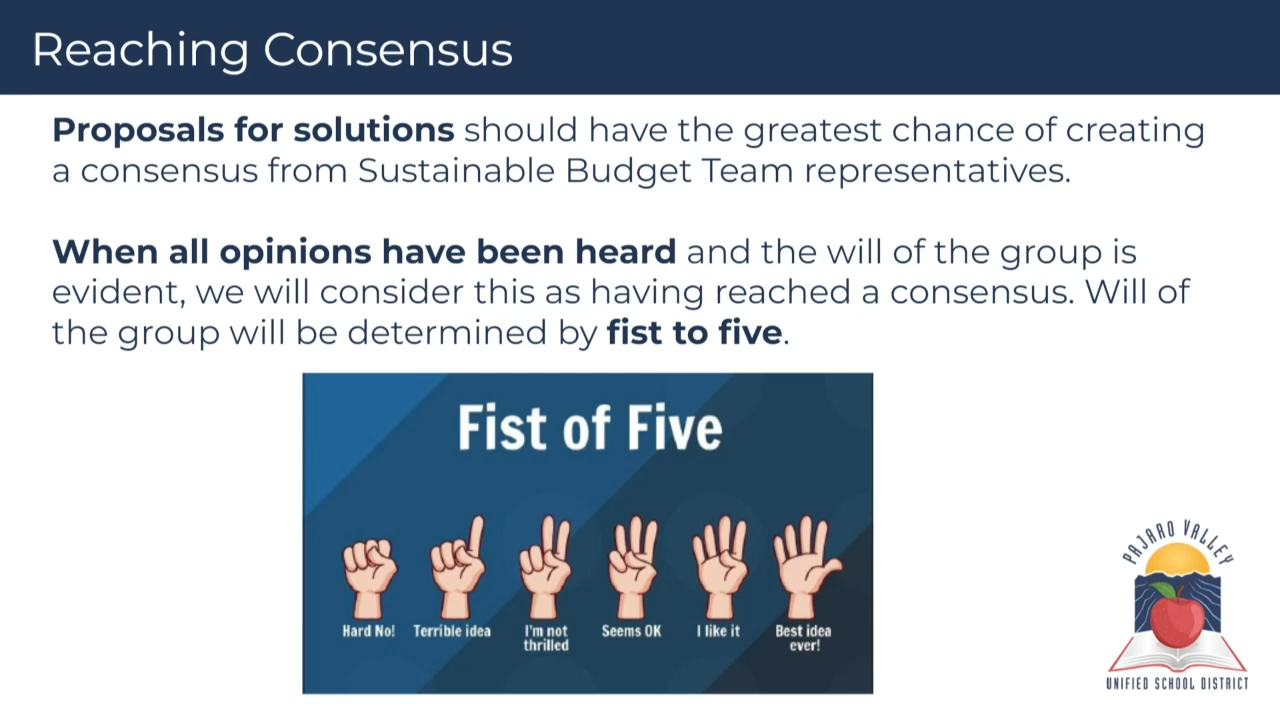 Reaching Consensus
Proposals for solutions should have the greatest chance of creating
a consensus from Sustainable Budget Team representatives.
When all opinions have been heard and the will of the group is
evident, we will consider this as having reached a consensus. Will of
the group will be determined by fist to five.
Fist of Five
Hard No! Terrible idea I'm not thrilled Seems OK I like it Best idea ever!
PAJARO VALLEY
UNIFIED SCHOOL DISTRICT